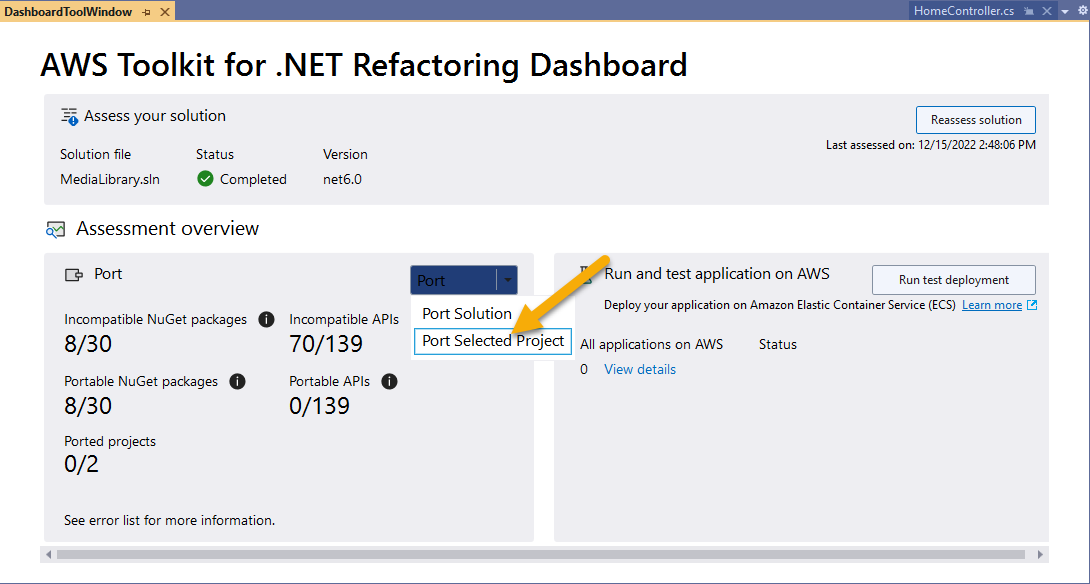 DashboardToolWindow
HomeController.cs
AWS Toolkit for .NET Refactoring Dashboard
Assess your solution
Reassess solution
Last assessed on: 12/15/2022 2:48:06 PM
Solution file Status Version
MediaLibrary.sln Completed net6.0
Assessment overview
Port
Port
Port Solution
Port Selected Project
Incompatible NuGet packages Incompatible APIs
8/30 70/139
Portable NuGet packages Portable APIs
8/30 0/139
Ported projects
0/2
See error list for more information.
Run and test application on AWS
Run test deployment
Deploy your application on Amazon Elastic Container Service (ECS) Learn more
All applications on AWS Status
0 View details